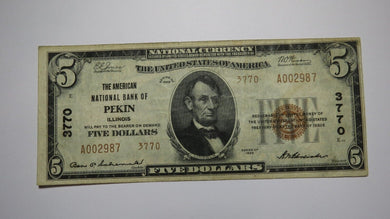 NATIONAL CURRENCY
THE UNITED STATES OF AMERICA
5
5
3770 A002987
THE AMERICAN
NATIONAL BANK OF
PEKIN
ILLINOIS
WILL PAY TO THE BEARER ON DEMAND
FIVE DOLLARS
A002987 3770
3770
3770
FIVE
5
5
FIVE DOLLARS